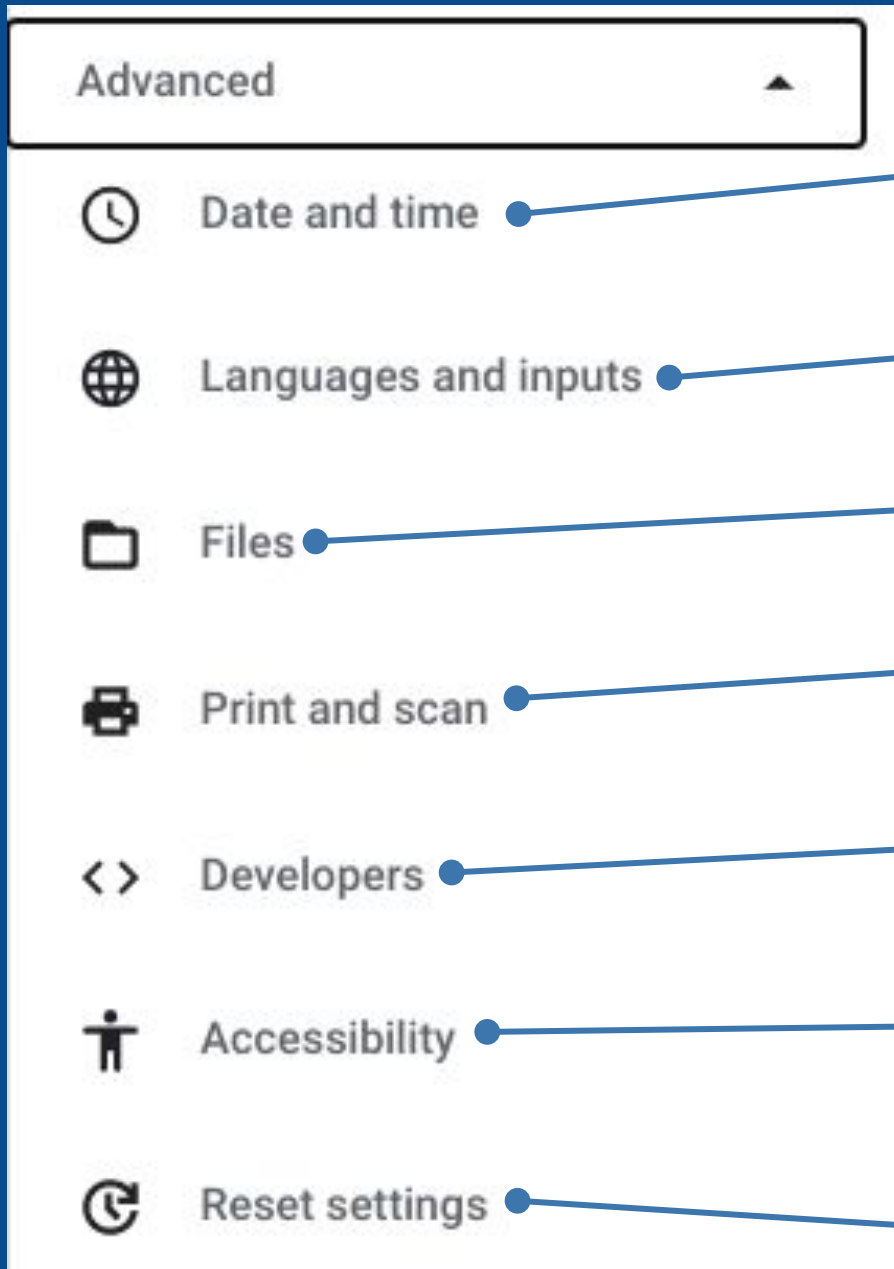 Advanced
Date and time
Languages and inputs
Files
Print and scan
Developers
Accessibility
Reset settings